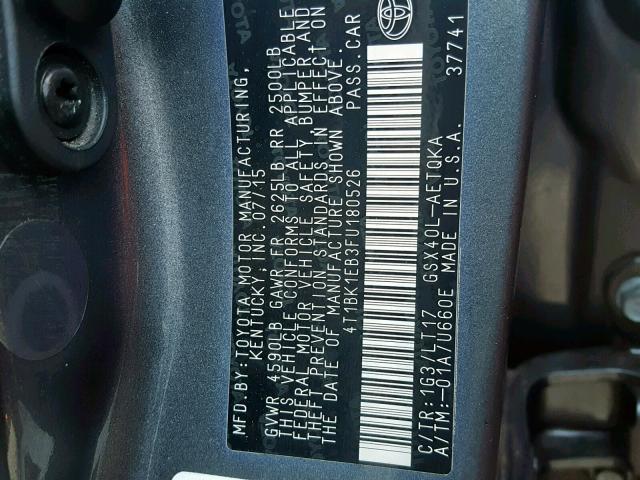 MFD. BY: TOYOTA MOTOR MANUFACTURING,
KENTUCKY, INC. 07/15
GVWR 4590LB GAWR FR 2625LB RR 2500LB
THIS VEHICLE CONFORMS TO ALL APPLICABLE
FEDERAL MOTOR VEHICLE SAFETY, BUMPER, AND
THEFT PREVENTION STANDARDS IN EFFECT ON
THE DATE OF MANUFACTURE SHOWN ABOVE.
4T1BK1EB3FU180526 PASS. CAR
C/TR: 1G3/LT17 GSX40L-AETQKA 37741
A/TM: -01A/U660E MADE IN U.S.A.
TOYOTA